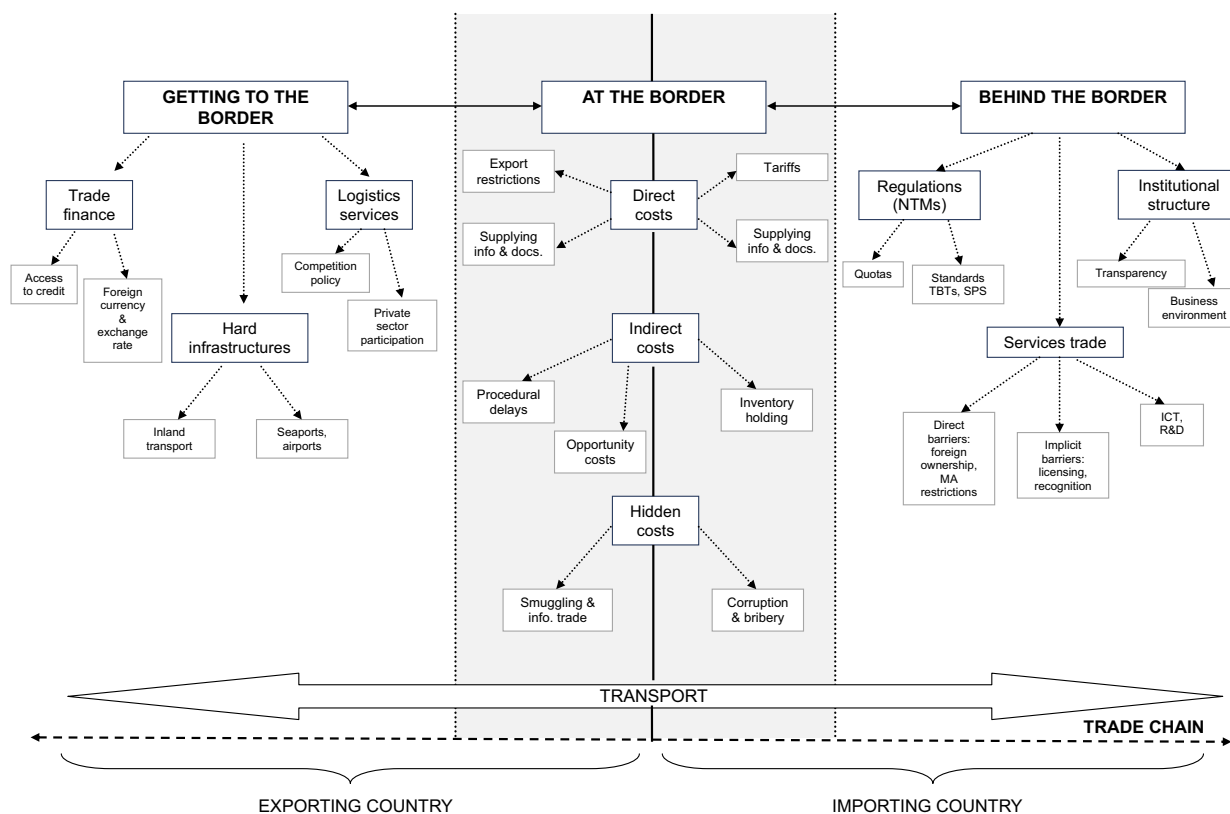 GETTING TO THE
BORDER
AT THE BORDER
BEHIND THE BORDER
Trade
finance
Logistics
services
Access
to credit
Foreign
currency
&
exchange
rate
Competition
policy
Private
sector
participation
Hard
infrastructures
Inland
transport
Seaports,
airports
Export
restrictions
Tariffs
Direct
costs
Supplying
info & docs.
Supplying
info & docs.
Indirect
costs
Procedural
delays
Opportunity
costs
Inventory
holding
Hidden
costs
Smuggling &
info. trade
Corruption
& bribery
Regulations
(NTMs)
Institutional
structure
Quotas
Standards
TBTs, SPS
Transparency
Business
environment
Services trade
Direct
barriers:
foreign
ownership,
MA
restrictions
Implicit
barriers:
licensing,
recognition
ICT,
R&D
TRANSPORT
TRADE CHAIN
EXPORTING COUNTRY
IMPORTING COUNTRY